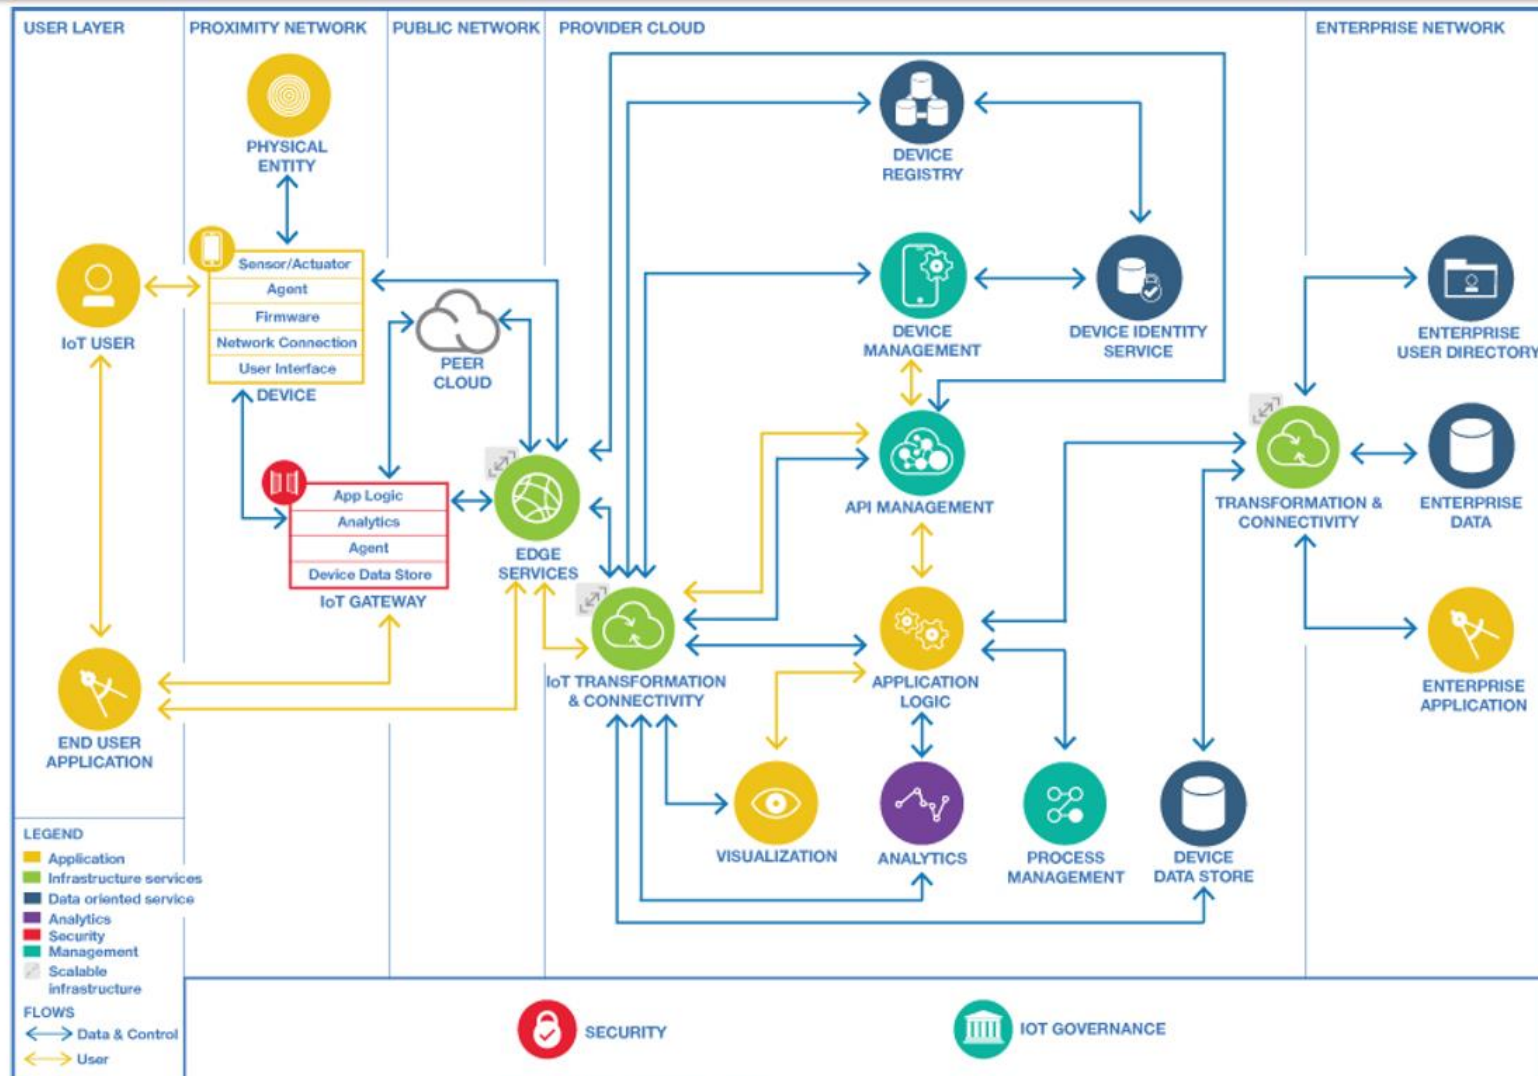 USER LAYER
PROXIMITY NETWORK
PUBLIC NETWORK
PROVIDER CLOUD
ENTERPRISE NETWORK
PHYSICAL
ENTITY
DEVICE
REGISTRY
Sensor/Actuator
Agent
Firmware
Network Connection
User Interface
DEVICE
IoT USER
PEER
CLOUD
DEVICE
MANAGEMENT
DEVICE IDENTITY
SERVICE
ENTERPRISE
USER DIRECTORY
App Logic
Analytics
Agent
Device Data Store
IoT GATEWAY
EDGE
SERVICES
API MANAGEMENT
TRANSFORMATION &
CONNECTIVITY
ENTERPRISE
DATA
IoT TRANSFORMATION
& CONNECTIVITY
APPLICATION
LOGIC
ENTERPRISE
APPLICATION
END USER
APPLICATION
VISUALIZATION
ANALYTICS
PROCESS
MANAGEMENT
DEVICE
DATA STORE
LEGEND
Application
Infrastructure services
Data oriented service
Analytics
Security
Management
Scalable
infrastructure
FLOWS
Data & Control
User
SECURITY
IOT GOVERNANCE